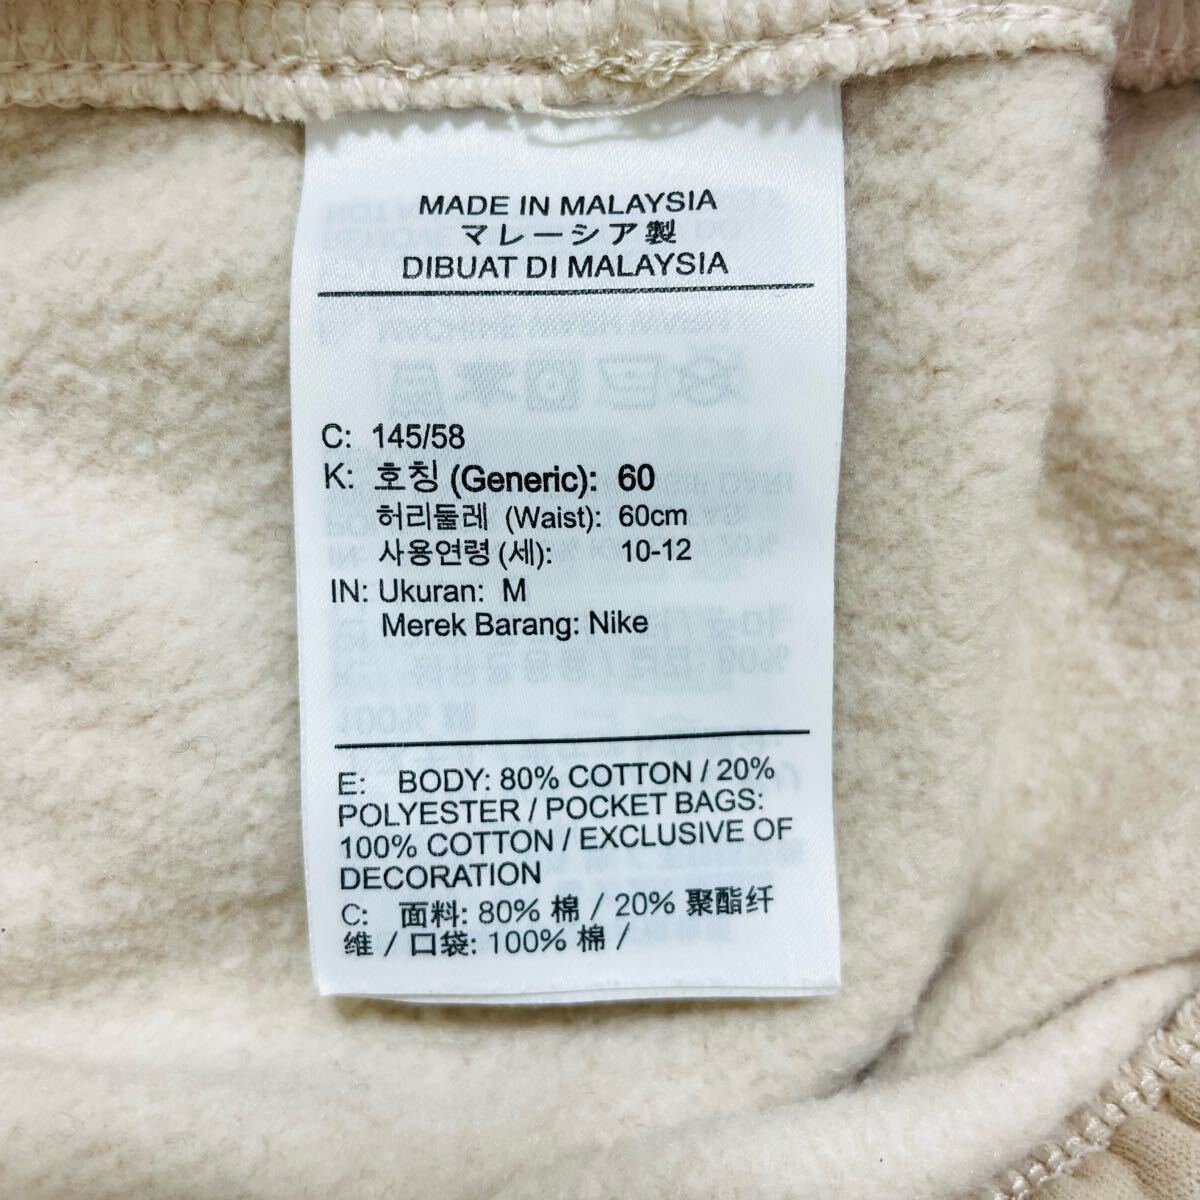 MADE IN MALAYSIA
マレーシア製
DIBUAT DI MALAYSIA
C: 145/58
K: 호칭 (Generic): 60
허리둘레 (Waist): 60cm
사용연령 (세): 10-12
IN: Ukuran: M
Merek Barang: Nike
E: BODY: 80% COTTON / 20%
POLYESTER / POCKET BAGS:
100% COTTON / EXCLUSIVE OF
DECORATION
C: 面料: 80% 棉 / 20% 聚酯纤
维 / 口袋: 100% 棉 /